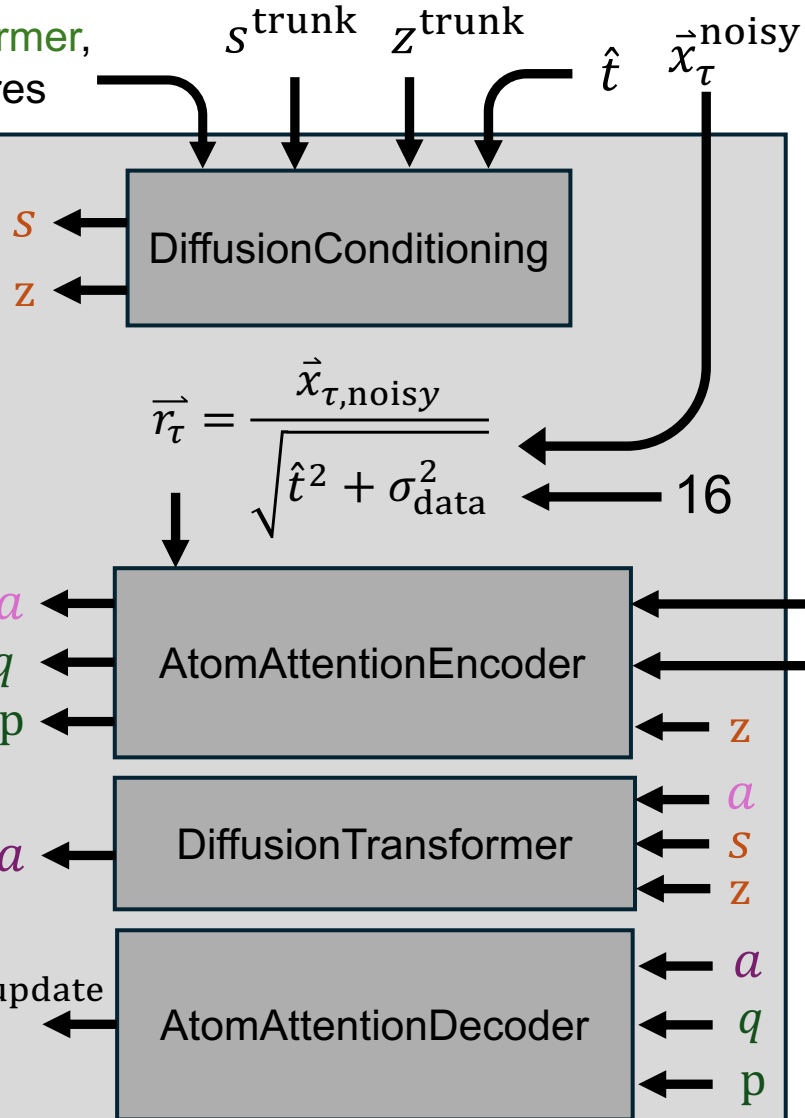 rmer, s^trunk z^trunk t̂ x⃗_τ^noisy
res
s
DiffusionConditioning
z
r⃗_τ = x⃗_τ,noisy / √(t̂² + σ²_data)
16
a
q AtomAttentionEncoder
p z
a
a DiffusionTransformer s
z
a
update AtomAttentionDecoder q
p